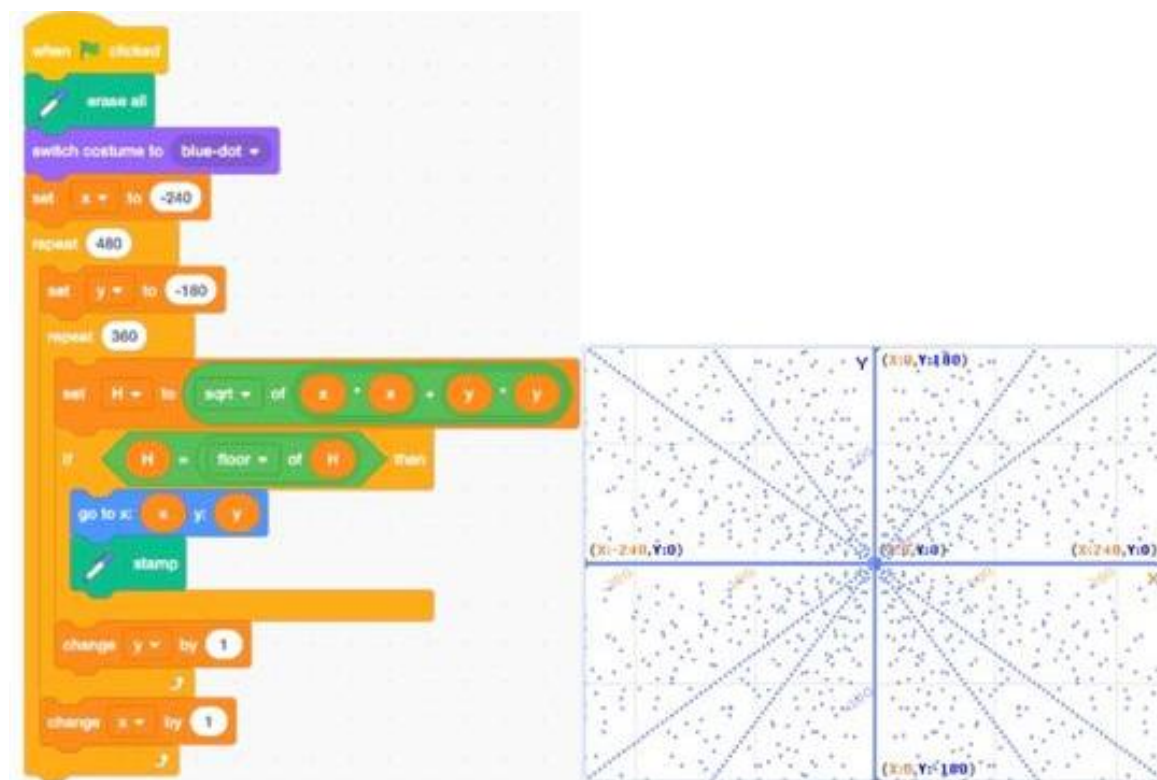 when clicked
erase all
switch costume to blue-dot
set x to -240
repeat 480
set y to -180
repeat 360
set H to sqrt of x * x + y * y
if H = floor of H then
go to x: x y: y
stamp
change y by 1
change x by 1
Y (X:0,Y:180)
(X:-240,Y:0) (X:0,Y:0) (X:240,Y:0)
X
(X:0,Y:-180)